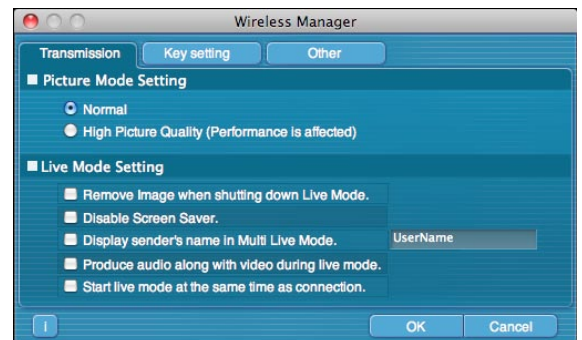 Wireless Manager
Transmission Key setting Other
Picture Mode Setting
Normal
High Picture Quality (Performance is affected)
Live Mode Setting
Remove Image when shutting down Live Mode.
Disable Screen Saver.
Display sender's name in Multi Live Mode. UserName
Produce audio along with video during live mode.
Start live mode at the same time as connection.
i OK Cancel